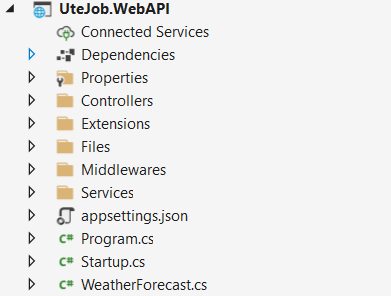 UteJob.WebAPI
Connected Services
Dependencies
Properties
Controllers
Extensions
Files
Middlewares
Services
appsettings.json
C# Program.cs
C# Startup.cs
C# WeatherForecast.cs